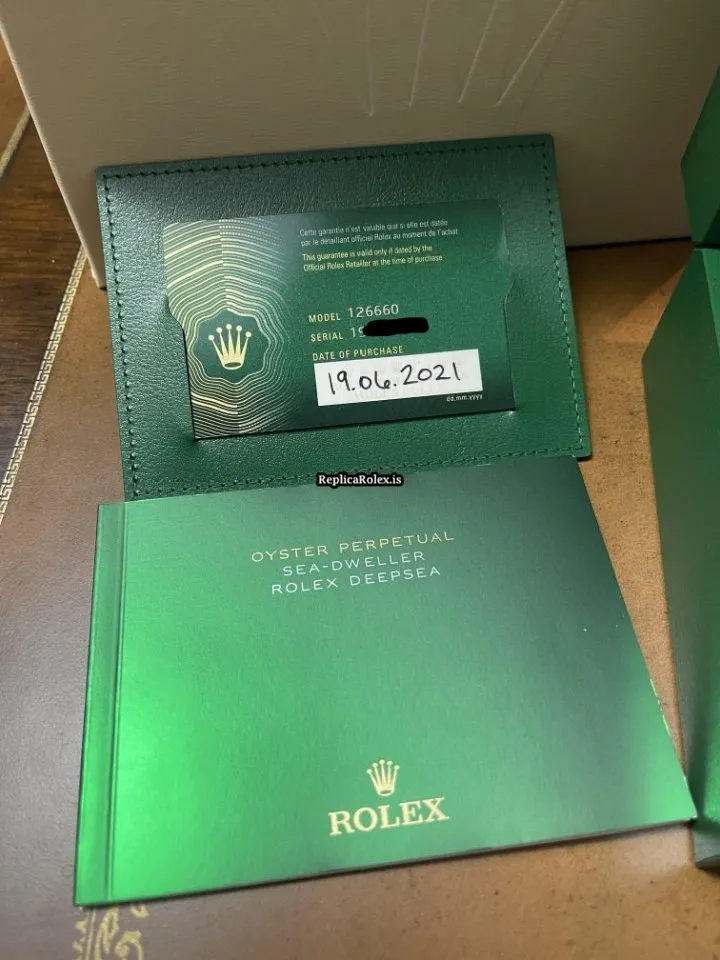 Cette garantie n'est valable que si elle est datée
par le détaillant officiel Rolex au moment de l'achat
This guarantee is valid only if dated by the
Official Rolex Retailer at the time of purchase
MODEL 126660
SERIAL 19
DATE OF PURCHASE
19.06.2021
dd.mm.yyyy
ReplicaRolex.is
OYSTER PERPETUAL
SEA-DWELLER
ROLEX DEEPSEA
ROLEX